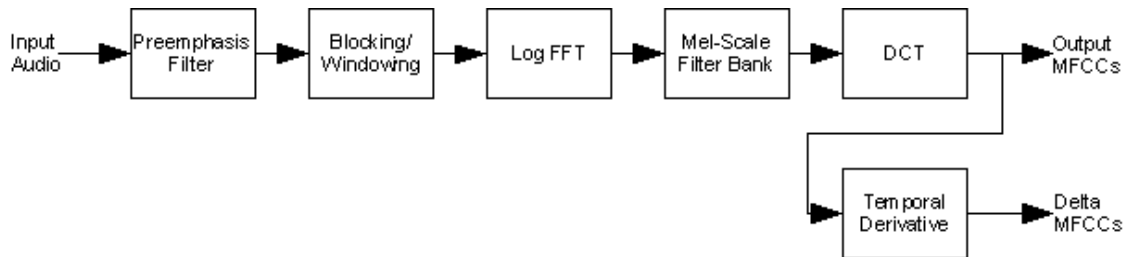 Input
Audio
Preemphasis
Filter
Blocking/
Windowing
Log FFT
Mel-Scale
Filter Bank
DCT
Output
MFCCs
Temporal
Derivative
Delta
MFCCs